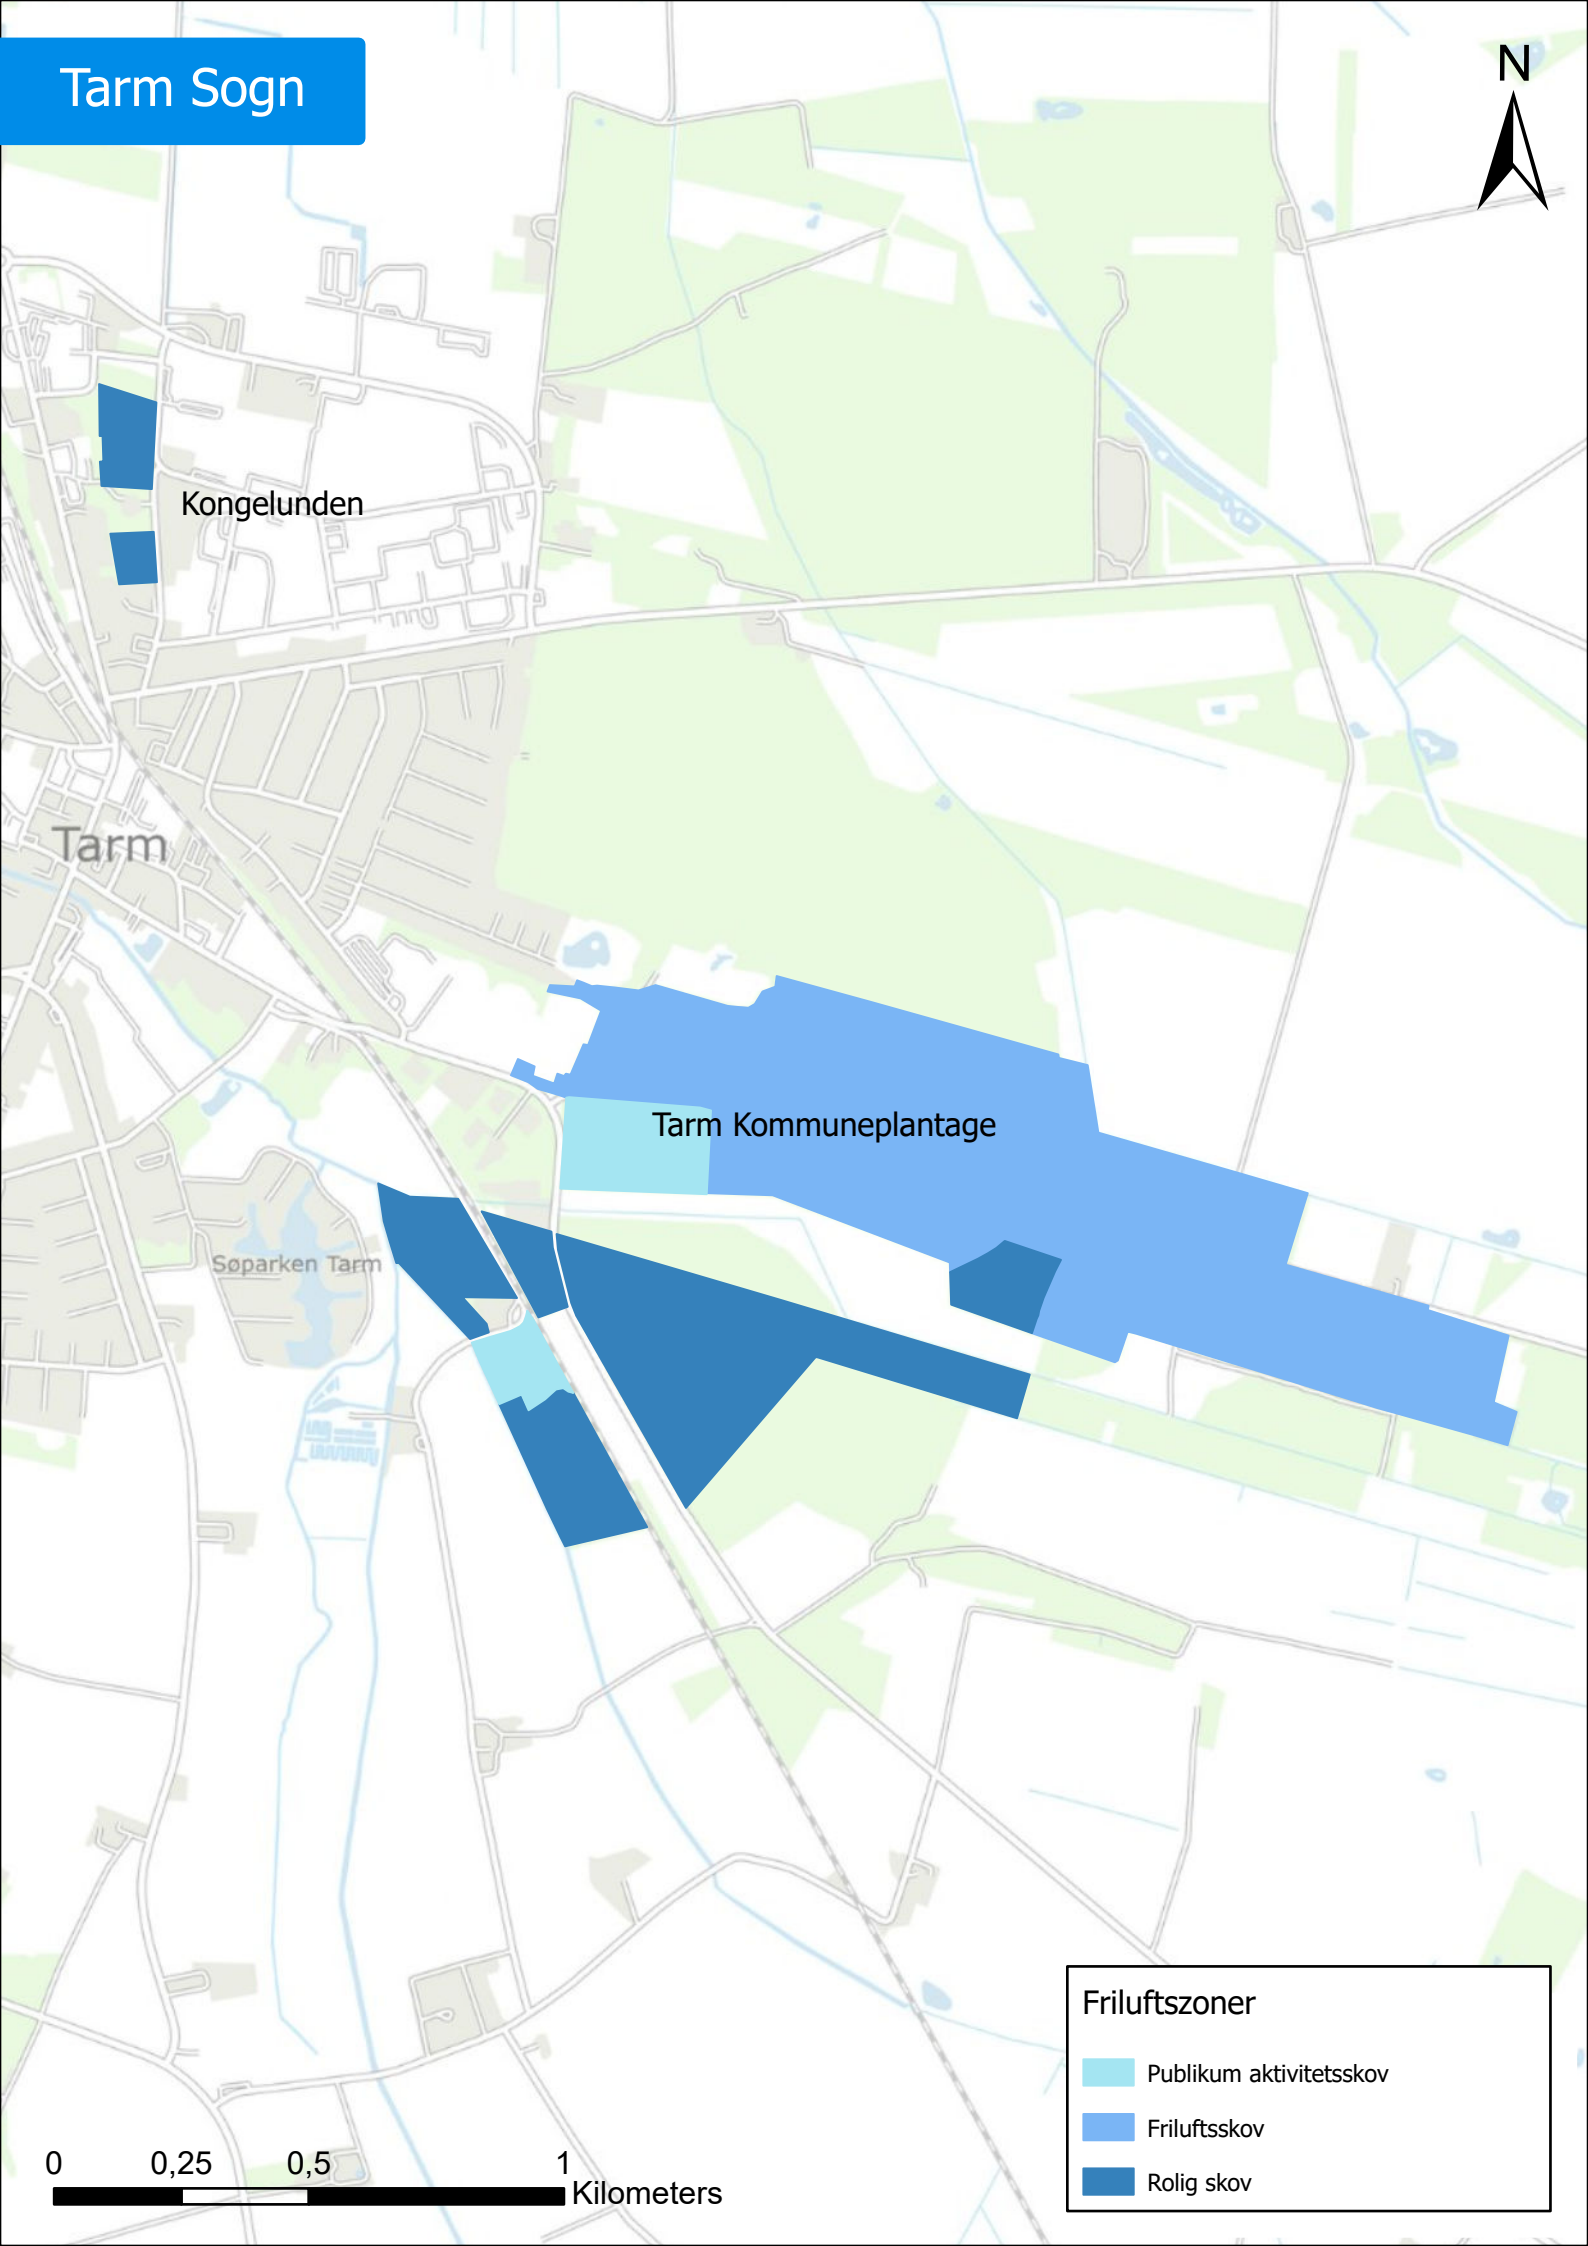 Tarm Sogn
N
Kongelunden
Tarm
Tarm Kommuneplantage
Søparken Tarm
Friluftszoner
Publikum aktivitetsskov
Friluftsskov
Rolig skov
0 0,25 0,5 1
Kilometers